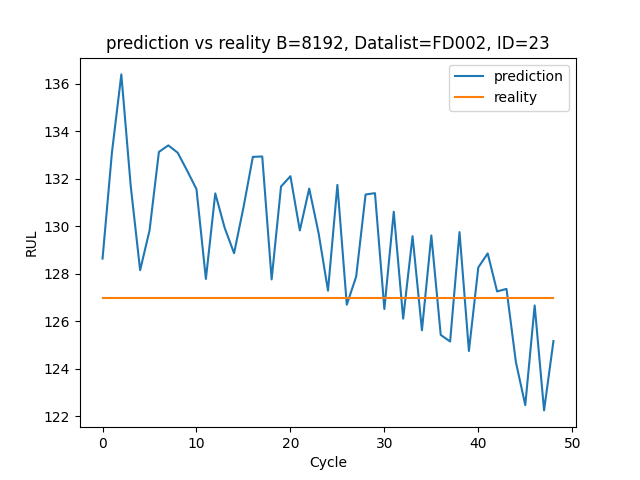 prediction vs reality B=8192, Datalist=FD002, ID=23
prediction
reality
136
134
132
130
128
126
124
122
RUL
0 10 20 30 40 50
Cycle